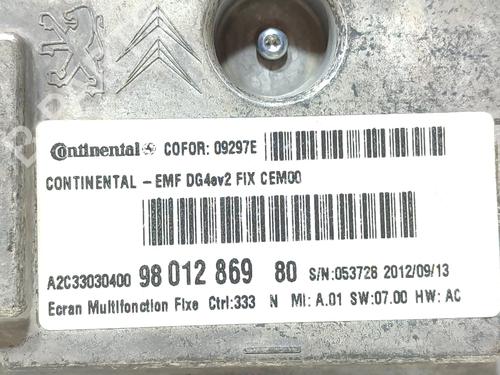 Continental COFOR: 09297E
CONTINENTAL - EMF DG4ev2 FIX CEM00
A2C33030400 98 012 869 80 S/N:053728 2012/09/13
Ecran Multifonction Fixe Ctrl:333 N MI: A.01 SW:07.00 HW: AC